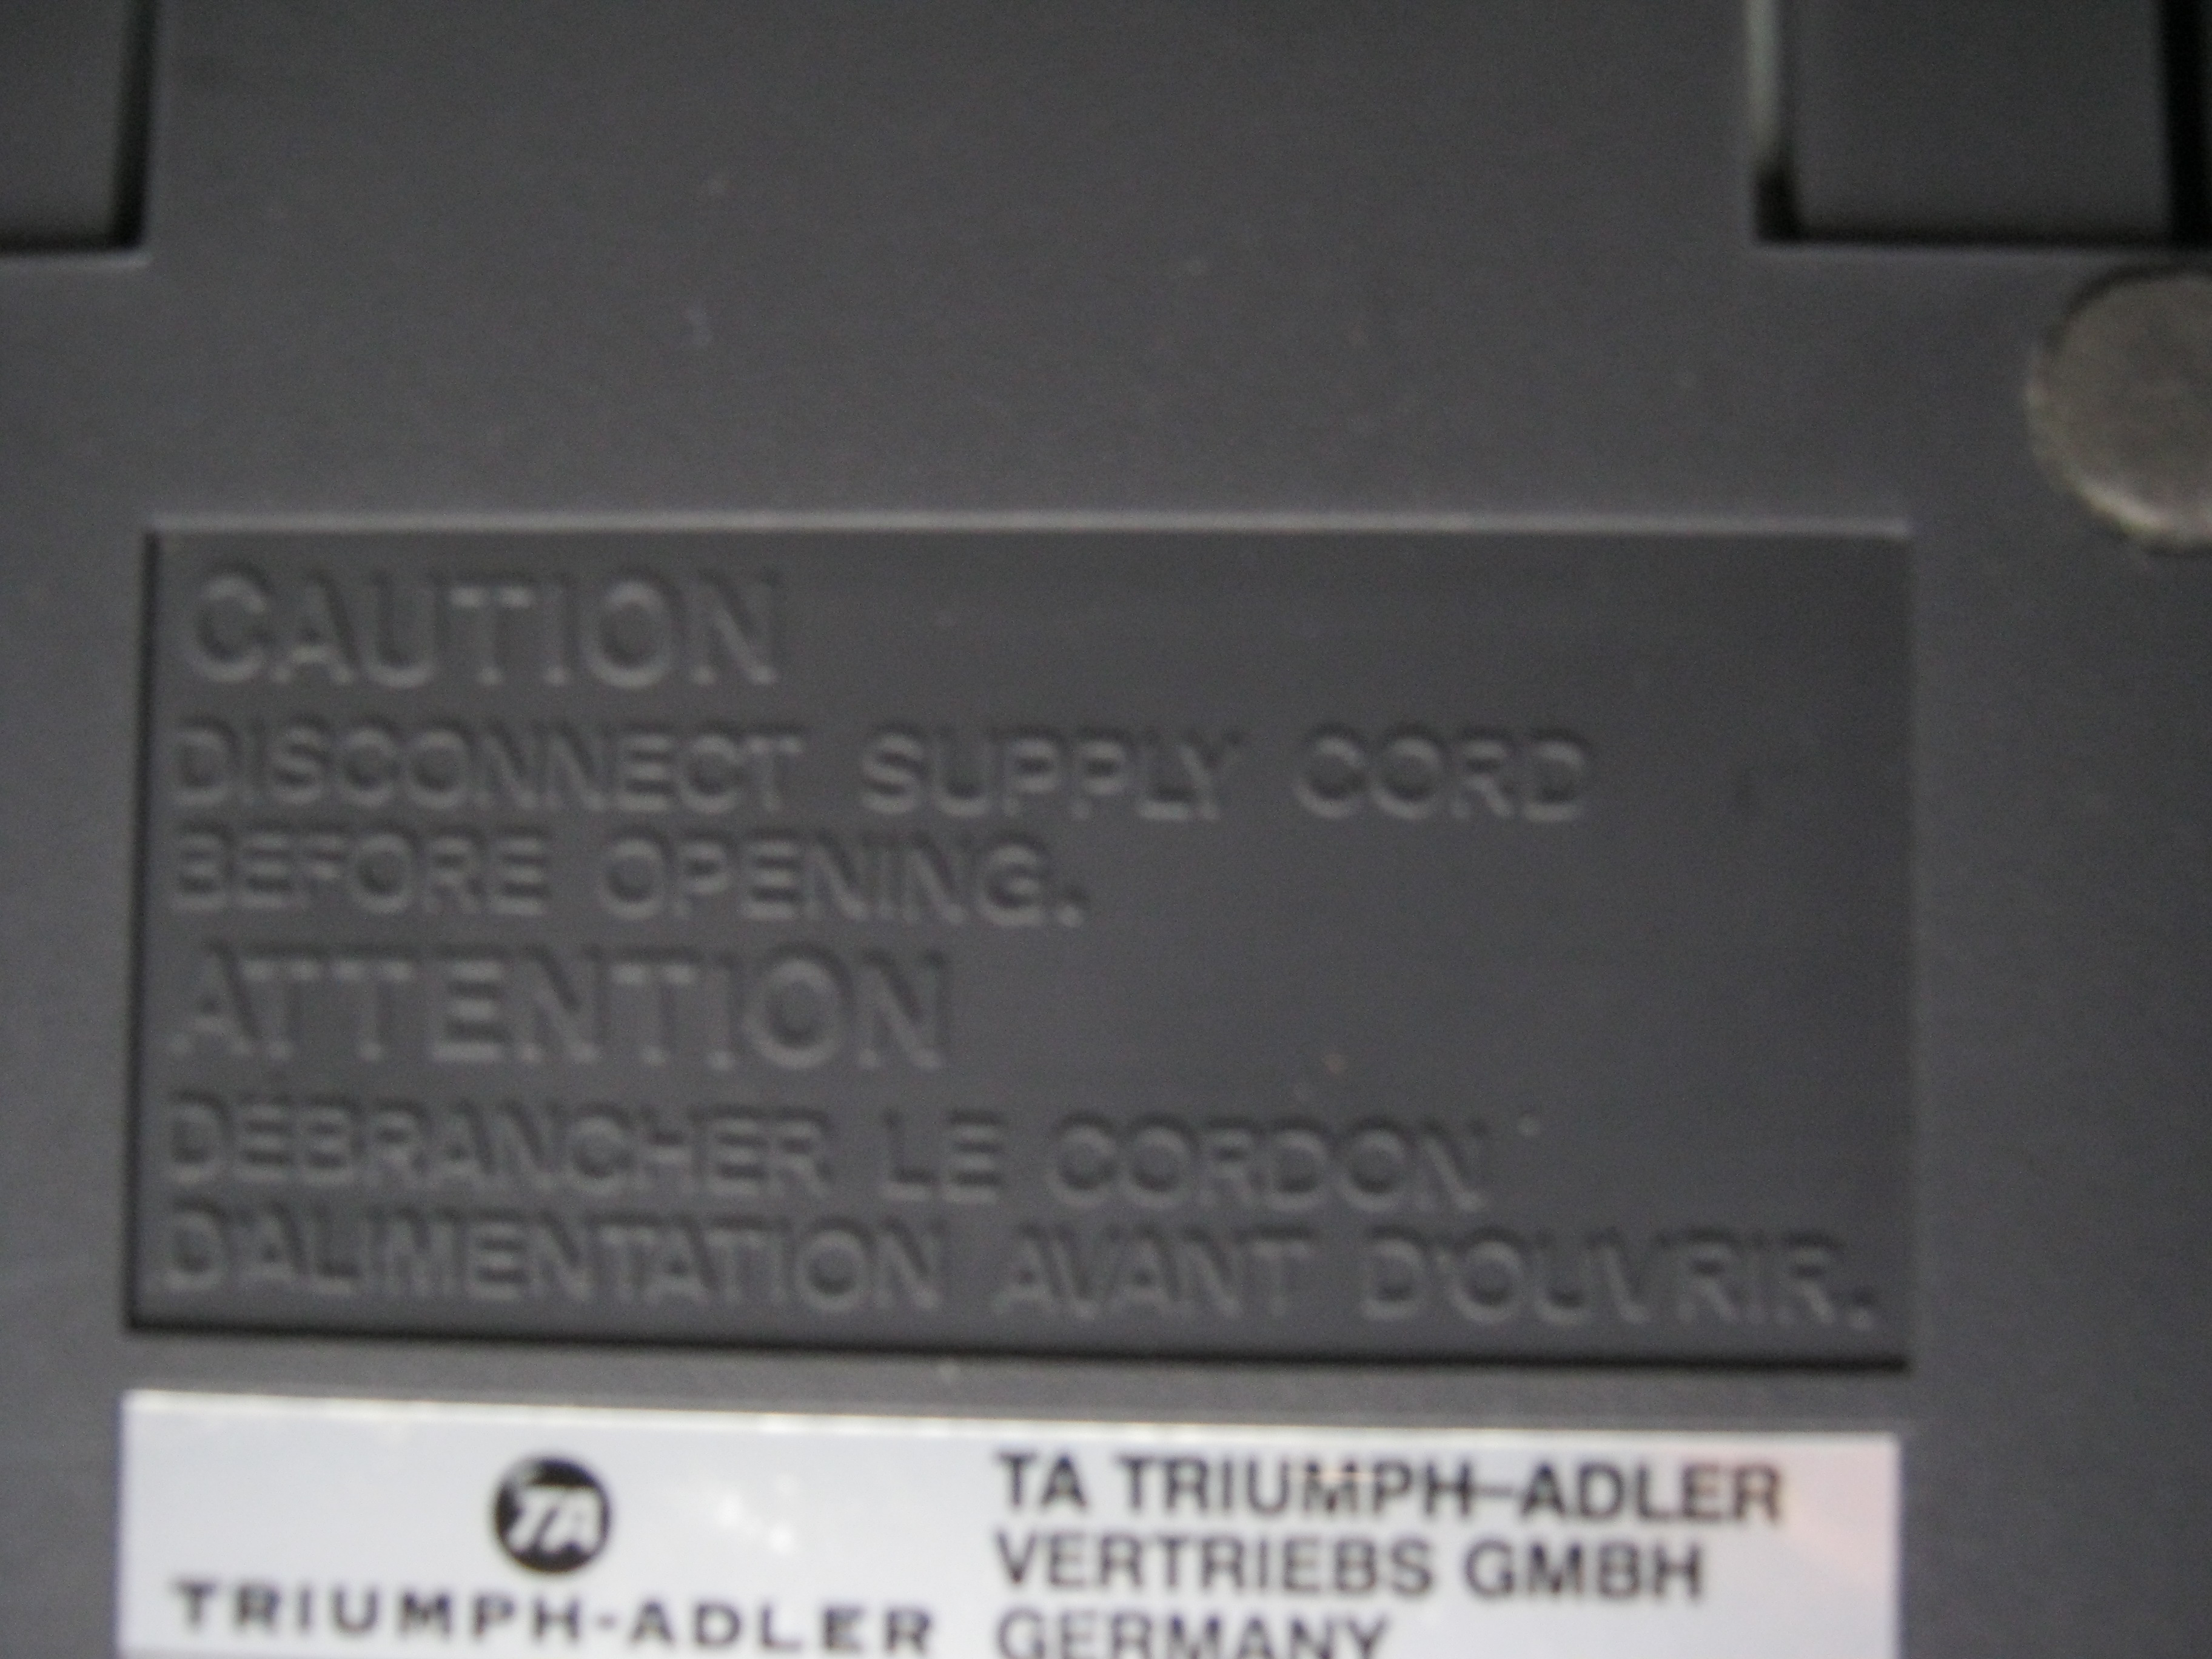 CAUTION
DISCONNECT SUPPLY CORD
BEFORE OPENING.
ATTENTION
DÉBRANCHER LE CORDON
D'ALIMENTATION AVANT D'OUVRIR.
TA
TRIUMPH-ADLER
TA TRIUMPH-ADLER
VERTRIEBS GMBH
GERMANY